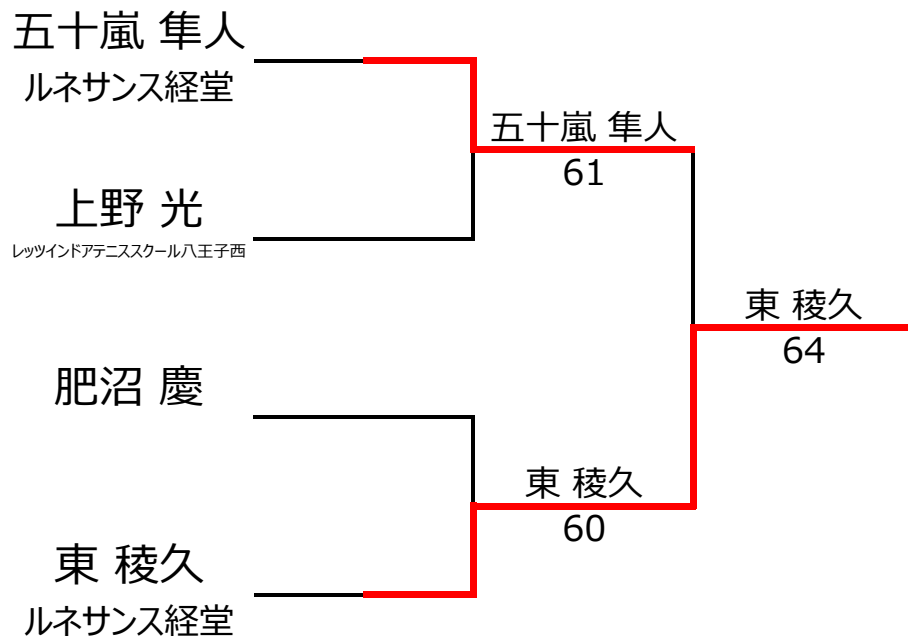 五十嵐 隼人
ルネサンス経堂
五十嵐 隼人
61
上野 光
レッツインドアテニススクール八王子西
東 稜久
64
肥沼 慶
東 稜久
60
東 稜久
ルネサンス経堂